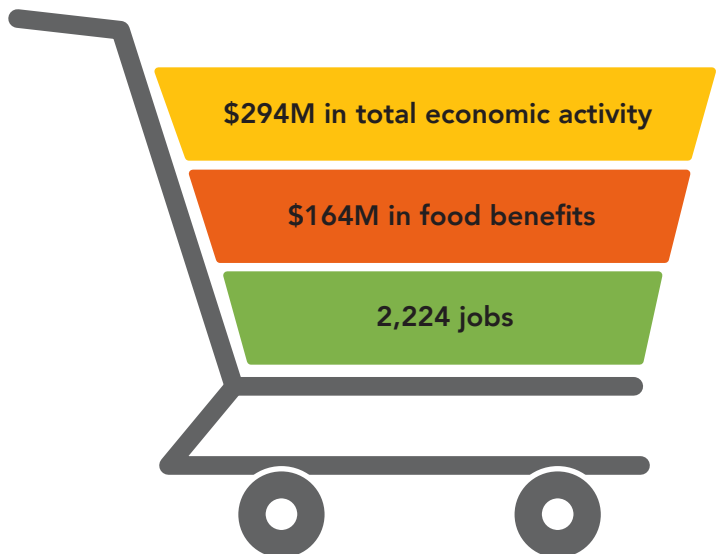 $294M in total economic activity
$164M in food benefits
2,224 jobs